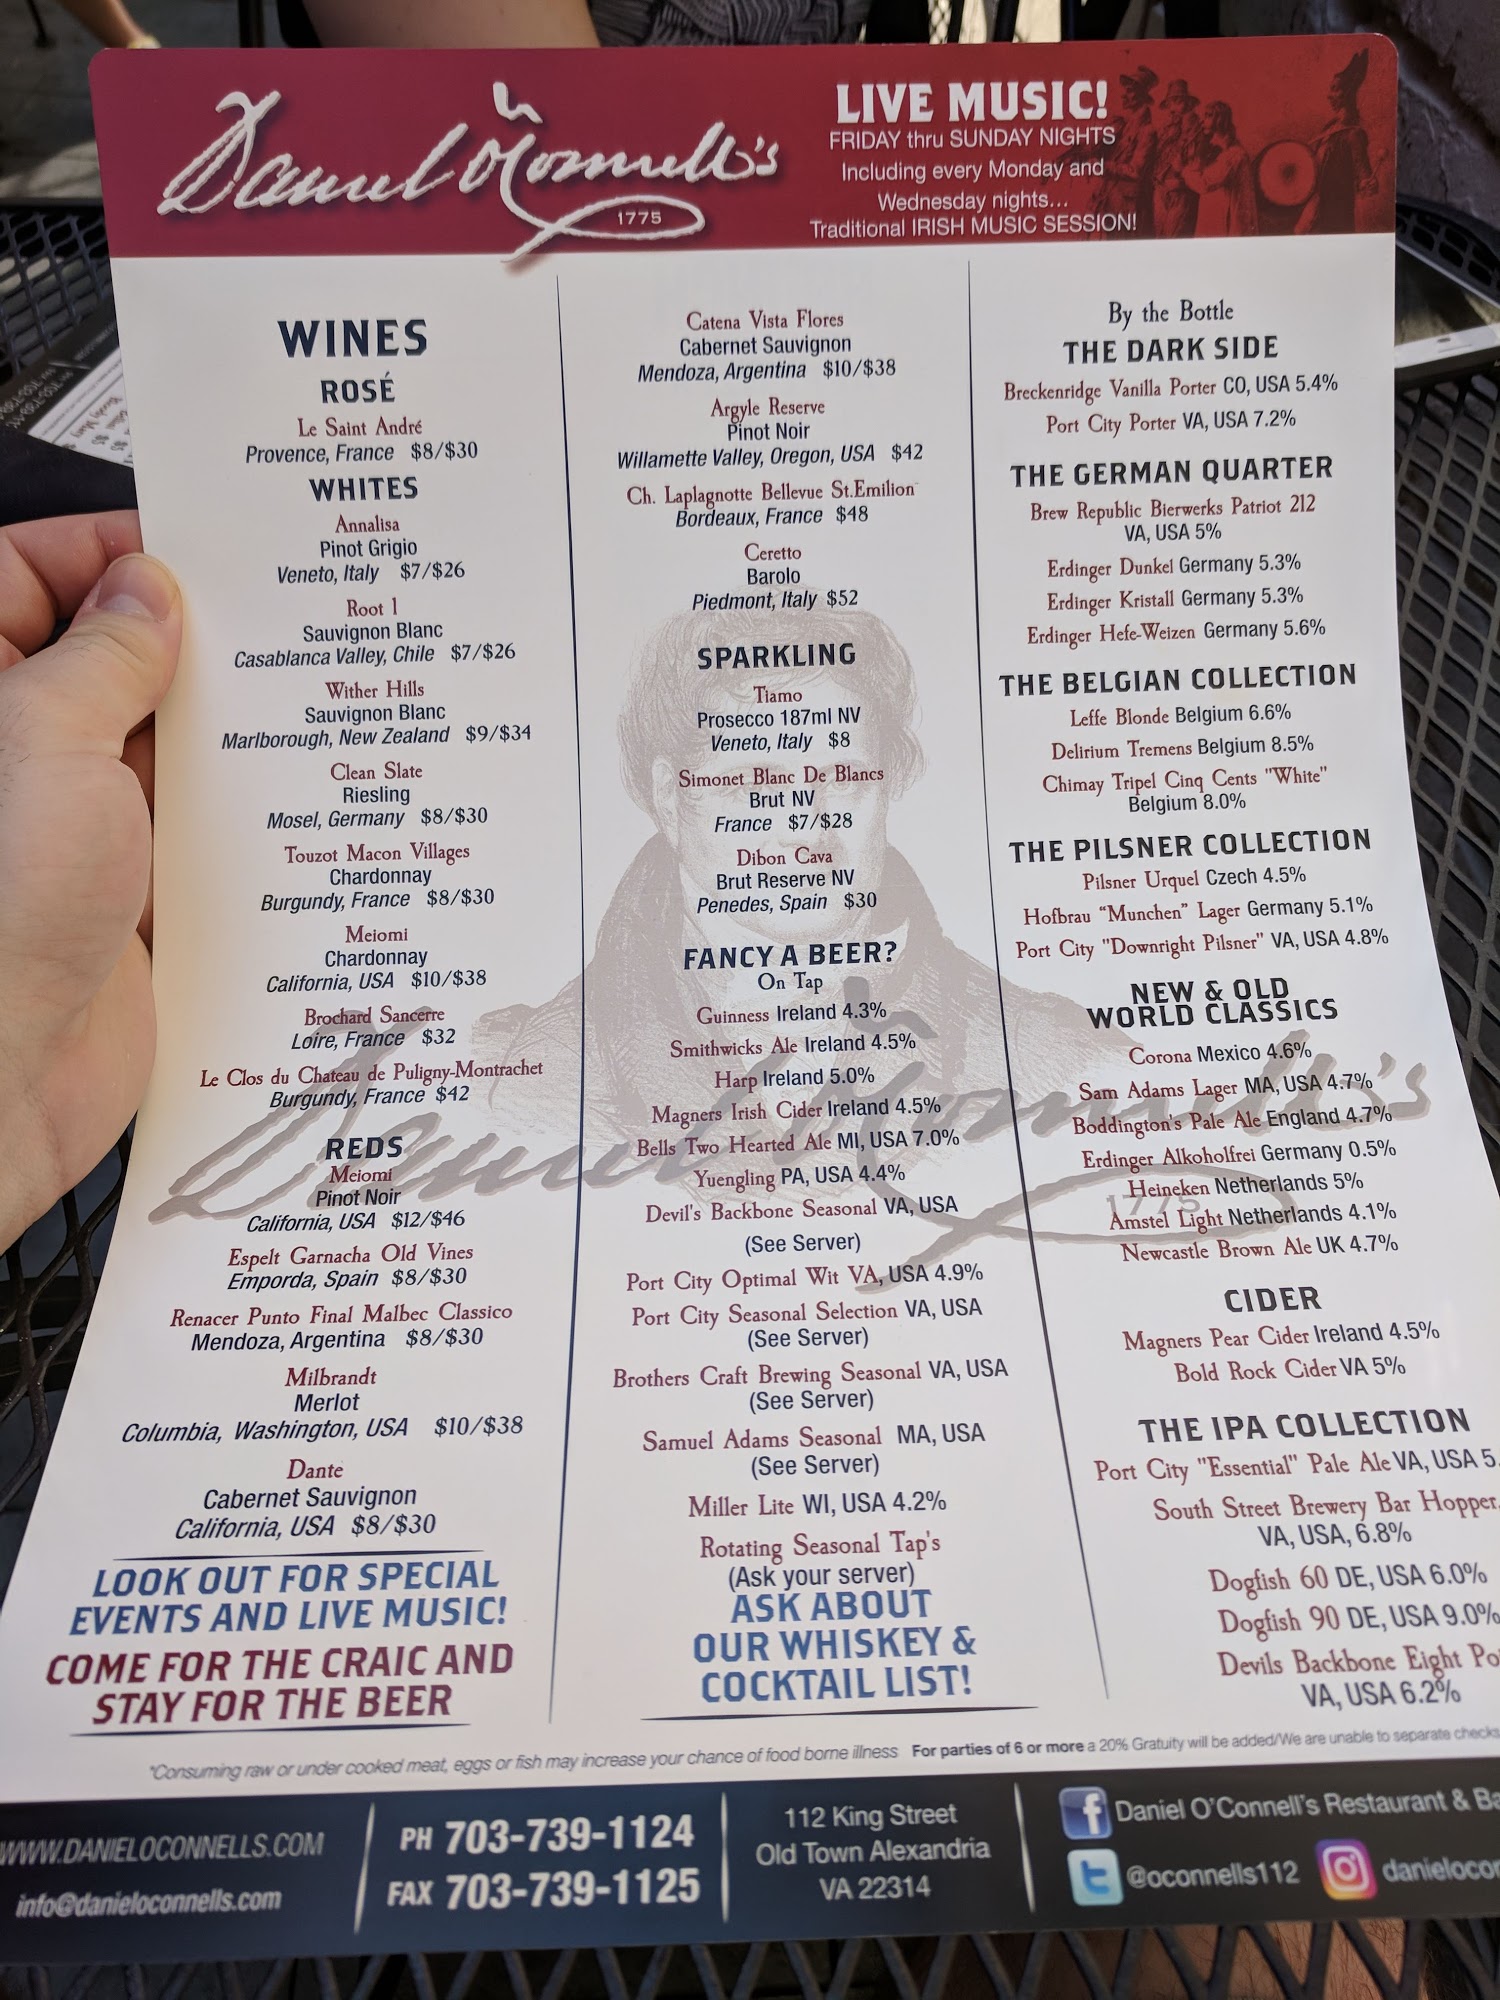 Daniel O'Connell's
1775
LIVE MUSIC!
FRIDAY thru SUNDAY NIGHTS
Including every Monday and
Wednesday nights...
Traditional IRISH MUSIC SESSION!
WINES
ROSÉ
Le Saint André
Provence, France $8/$30
WHITES
Annalisa
Pinot Grigio
Veneto, Italy $7/$26
Root 1
Sauvignon Blanc
Casablanca Valley, Chile $7/$26
Wither Hills
Sauvignon Blanc
Marlborough, New Zealand $9/$34
Clean Slate
Riesling
Mosel, Germany $8/$30
Touzot Macon Villages
Chardonnay
Burgundy, France $8/$30
Meiomi
Chardonnay
California, USA $10/$38
Brochard Sancerre
Loire, France $32
Le Clos du Chateau de Puligny-Montrachet
Burgundy, France $42
REDS
Meiomi
Pinot Noir
California, USA $12/$46
Espelt Garnacha Old Vines
Emporda, Spain $8/$30
Renacer Punto Final Malbec Classico
Mendoza, Argentina $8/$30
Milbrandt
Merlot
Columbia, Washington, USA $10/$38
Dante
Cabernet Sauvignon
California, USA $8/$30
LOOK OUT FOR SPECIAL
EVENTS AND LIVE MUSIC!
COME FOR THE CRAIC AND
STAY FOR THE BEER
Catena Vista Flores
Cabernet Sauvignon
Mendoza, Argentina $10/$38
Argyle Reserve
Pinot Noir
Willamette Valley, Oregon, USA $42
Ch. Laplagnotte Bellevue St.Emilion
Bordeaux, France $48
Ceretto
Barolo
Piedmont, Italy $52
SPARKLING
Tiamo
Prosecco 187ml NV
Veneto, Italy $8
Simonet Blanc De Blancs
Brut NV
France $7/$28
Dibon Cava
Brut Reserve NV
Penedes, Spain $30
FANCY A BEER?
On Tap
Guinness Ireland 4.3%
Smithwicks Ale Ireland 4.5%
Harp Ireland 5.0%
Magners Irish Cider Ireland 4.5%
Bells Two Hearted Ale MI, USA 7.0%
Yuengling PA, USA 4.4%
Devil's Backbone Seasonal VA, USA
(See Server)
Port City Optimal Wit VA, USA 4.9%
Port City Seasonal Selection VA, USA
(See Server)
Brothers Craft Brewing Seasonal VA, USA
(See Server)
Samuel Adams Seasonal MA, USA
(See Server)
Miller Lite WI, USA 4.2%
Rotating Seasonal Tap's
(Ask your server)
ASK ABOUT
OUR WHISKEY &
COCKTAIL LIST!
By the Bottle
THE DARK SIDE
Breckenridge Vanilla Porter CO, USA 5.4%
Port City Porter VA, USA 7.2%
THE GERMAN QUARTER
Brew Republic Bierwerks Patriot 212
VA, USA 5%
Erdinger Dunkel Germany 5.3%
Erdinger Kristall Germany 5.3%
Erdinger Hefe-Weizen Germany 5.6%
THE BELGIAN COLLECTION
Leffe Blonde Belgium 6.6%
Delirium Tremens Belgium 8.5%
Chimay Tripel Cinq Cents "White"
Belgium 8.0%
THE PILSNER COLLECTION
Pilsner Urquel Czech 4.5%
Hofbrau "Munchen" Lager Germany 5.1%
Port City "Downright Pilsner" VA, USA 4.8%
NEW & OLD
WORLD CLASSICS
Corona Mexico 4.6%
Sam Adams Lager MA, USA 4.7%
Boddington's Pale Ale England 4.7%
Erdinger Alkoholfrei Germany 0.5%
Heineken Netherlands 5%
Amstel Light Netherlands 4.1%
Newcastle Brown Ale UK 4.7%
Daniel O'Connell's
1775
CIDER
Magners Pear Cider Ireland 4.5%
Bold Rock Cider VA 5%
THE IPA COLLECTION
Port City "Essential" Pale Ale VA, USA 5.
South Street Brewery Bar Hopper
VA, USA, 6.8%
Dogfish 60 DE, USA 6.0%
Dogfish 90 DE, USA 9.0%
Devils Backbone Eight Po
VA, USA 6.2%
*Consuming raw or under cooked meat, eggs or fish may increase your chance of food borne illness For parties of 6 or more a 20% Gratuity will be added/We are unable to separate checks
WWW.DANIELOCONNELLS.COM
info@danieloconnells.com
PH 703-739-1124
FAX 703-739-1125
112 King Street
Old Town Alexandria
VA 22314
Daniel O'Connell's Restaurant & Ba
@oconnells112
danielocon